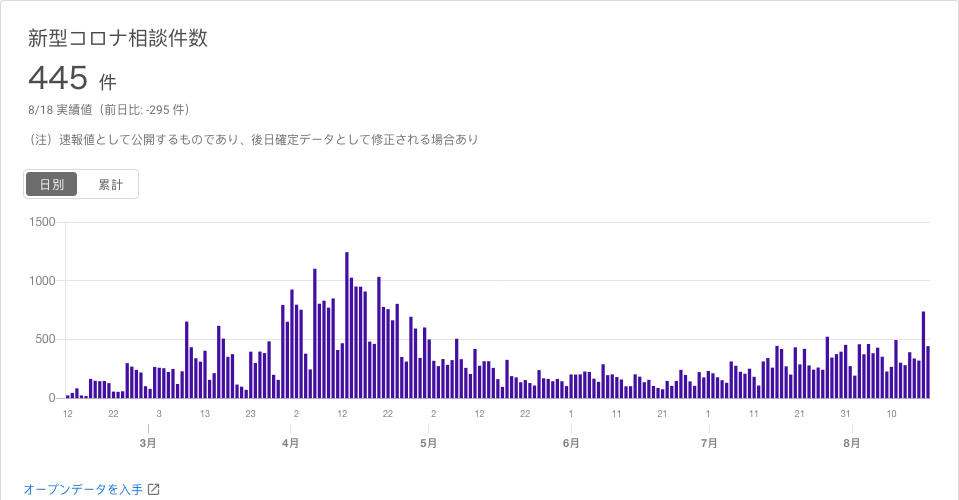 新型コロナ相談件数
445 件
8/18 実績値（前日比: -295 件）
（注）速報値として公開するものであり、後日確定データとして修正される場合あり
日別 累計
1500
1000
500
0
12 22 3 13 23 2 12 22 2 12 22 1 11 21 1 11 21 31 10
3月 4月 5月 6月 7月 8月
オープンデータを入手